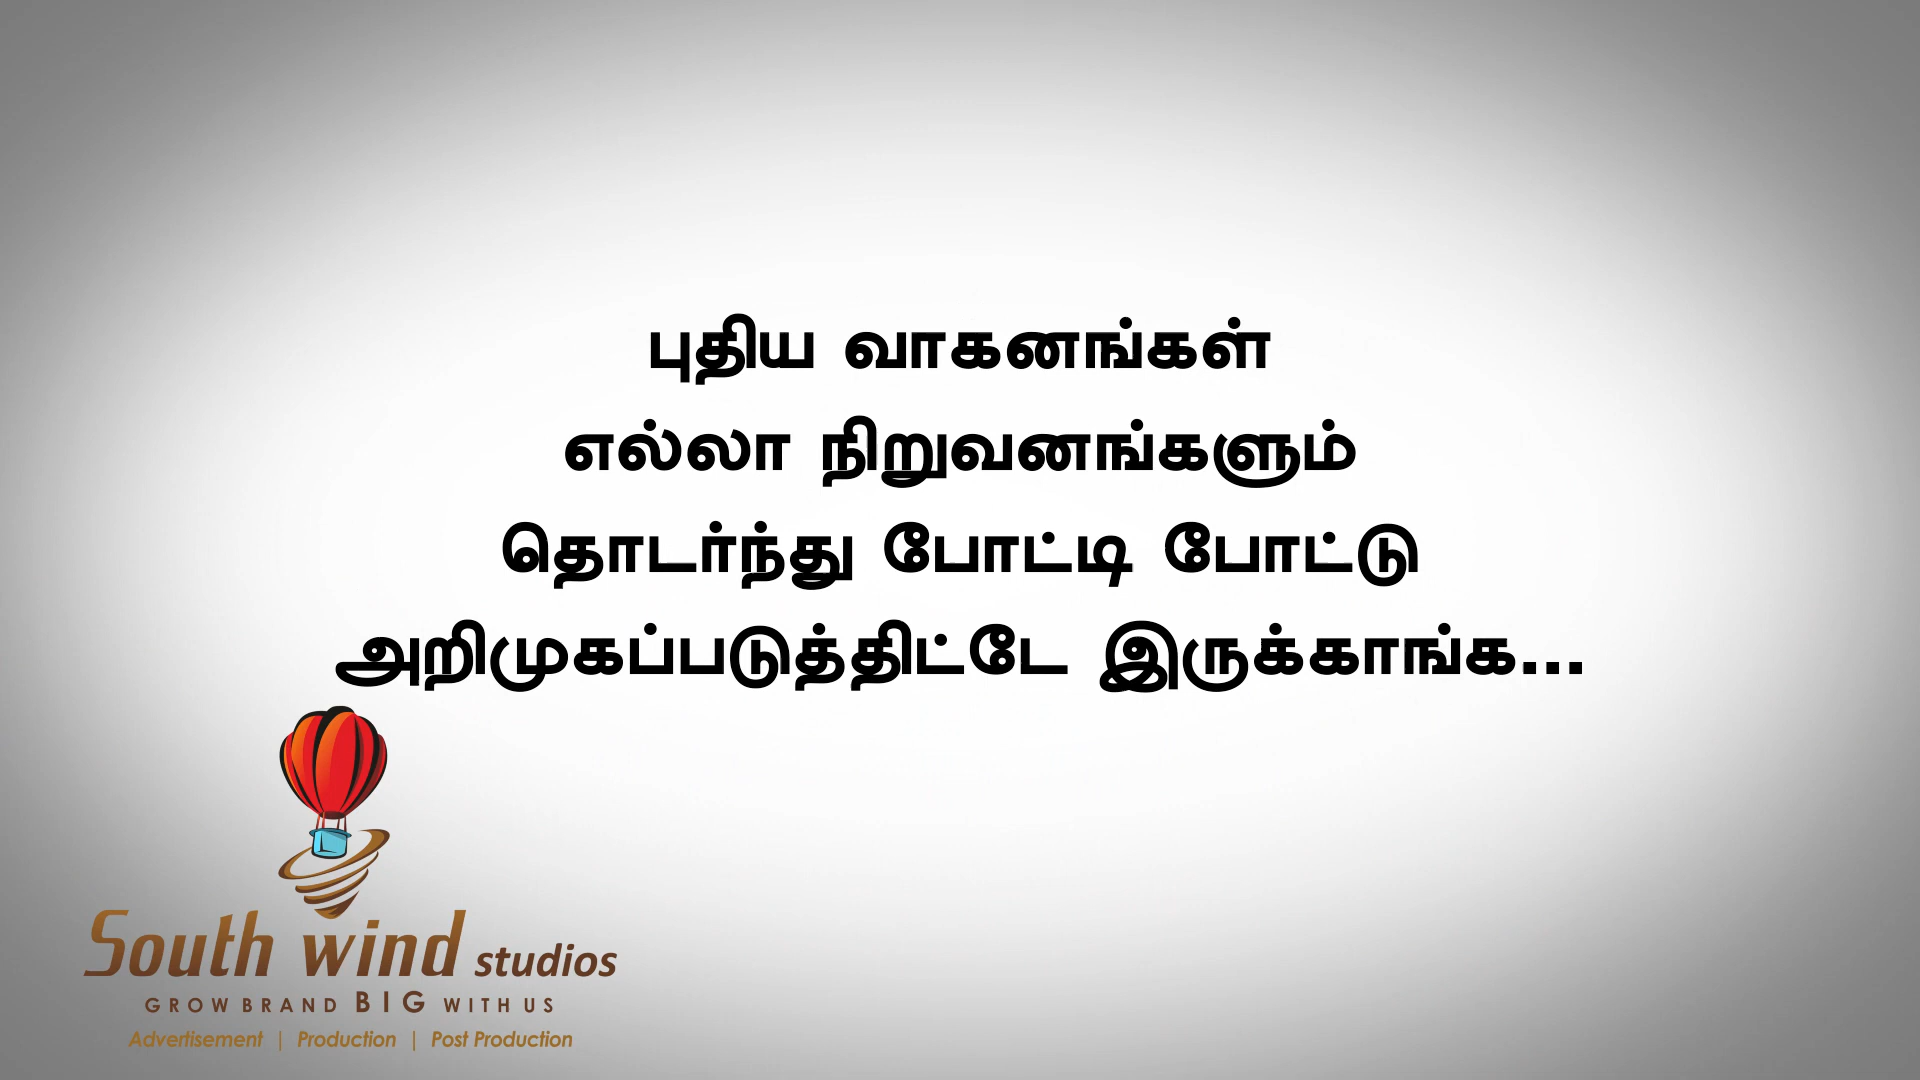 புதிய வாகனங்கள்
எல்லா நிறுவனங்களும்
தொடர்ந்து போட்டி போட்டு
அறிமுகப்படுத்திட்டே இருக்காங்க...
South wind studios
GROW BRAND BIG WITH US
Advertisement | Production | Post Production